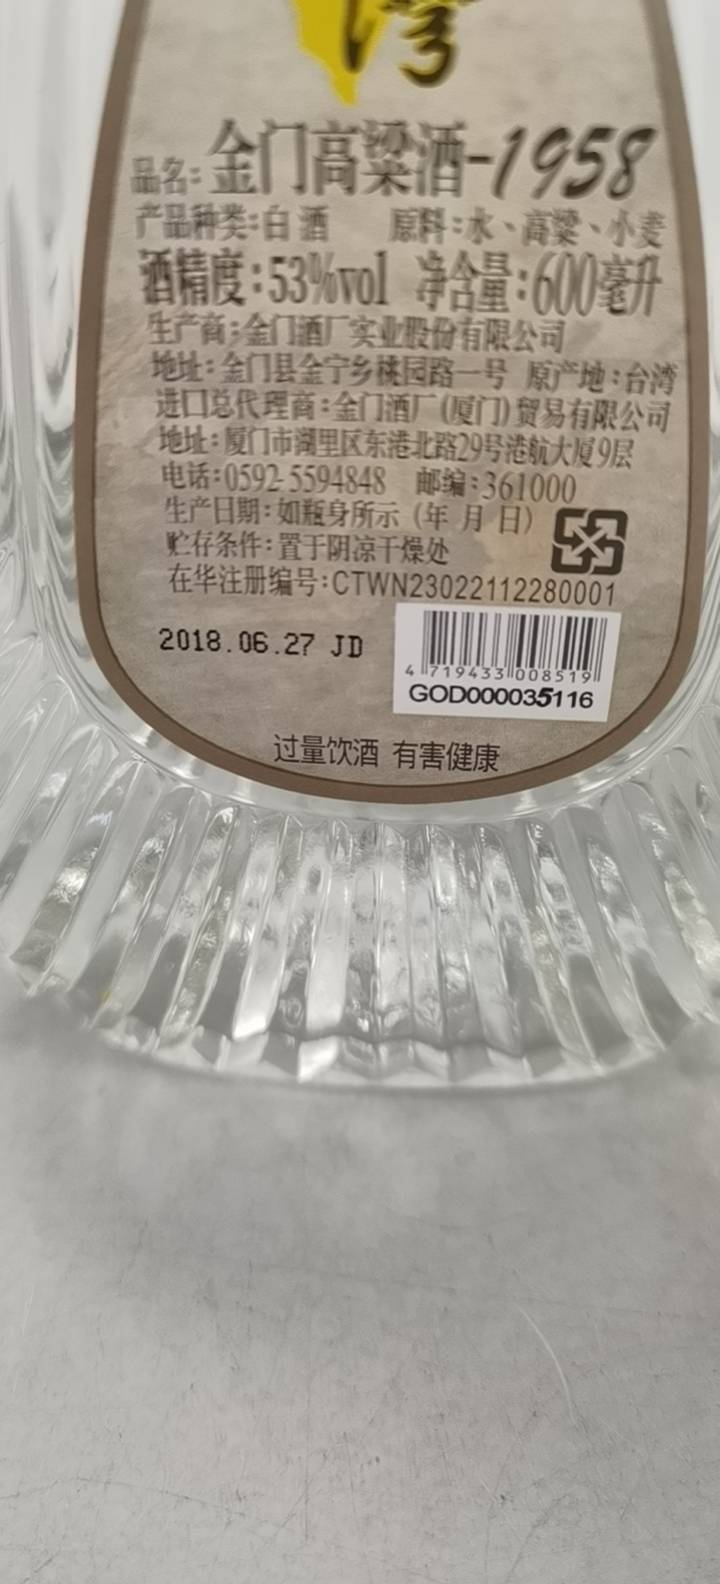 湾
品名:金门高粱酒-1958
产品种类:白酒 原料:水、高粱、小麦
酒精度:53%vol 净含量:600毫升
生产商:金门酒厂实业股份有限公司
地址:金门县金宁乡桃园路一号 原产地:台湾
进口总代理商:金门酒厂(厦门)贸易有限公司
地址:厦门市湖里区东港北路29号港航大厦9层
电话:0592-5594848 邮编:361000
生产日期:如瓶身所示(年 月 日)
贮存条件:置于阴凉干燥处
在华注册编号:CTWN23022112280001
2018.06.27 JD
4 719433 008519
GOD000035116
过量饮酒 有害健康